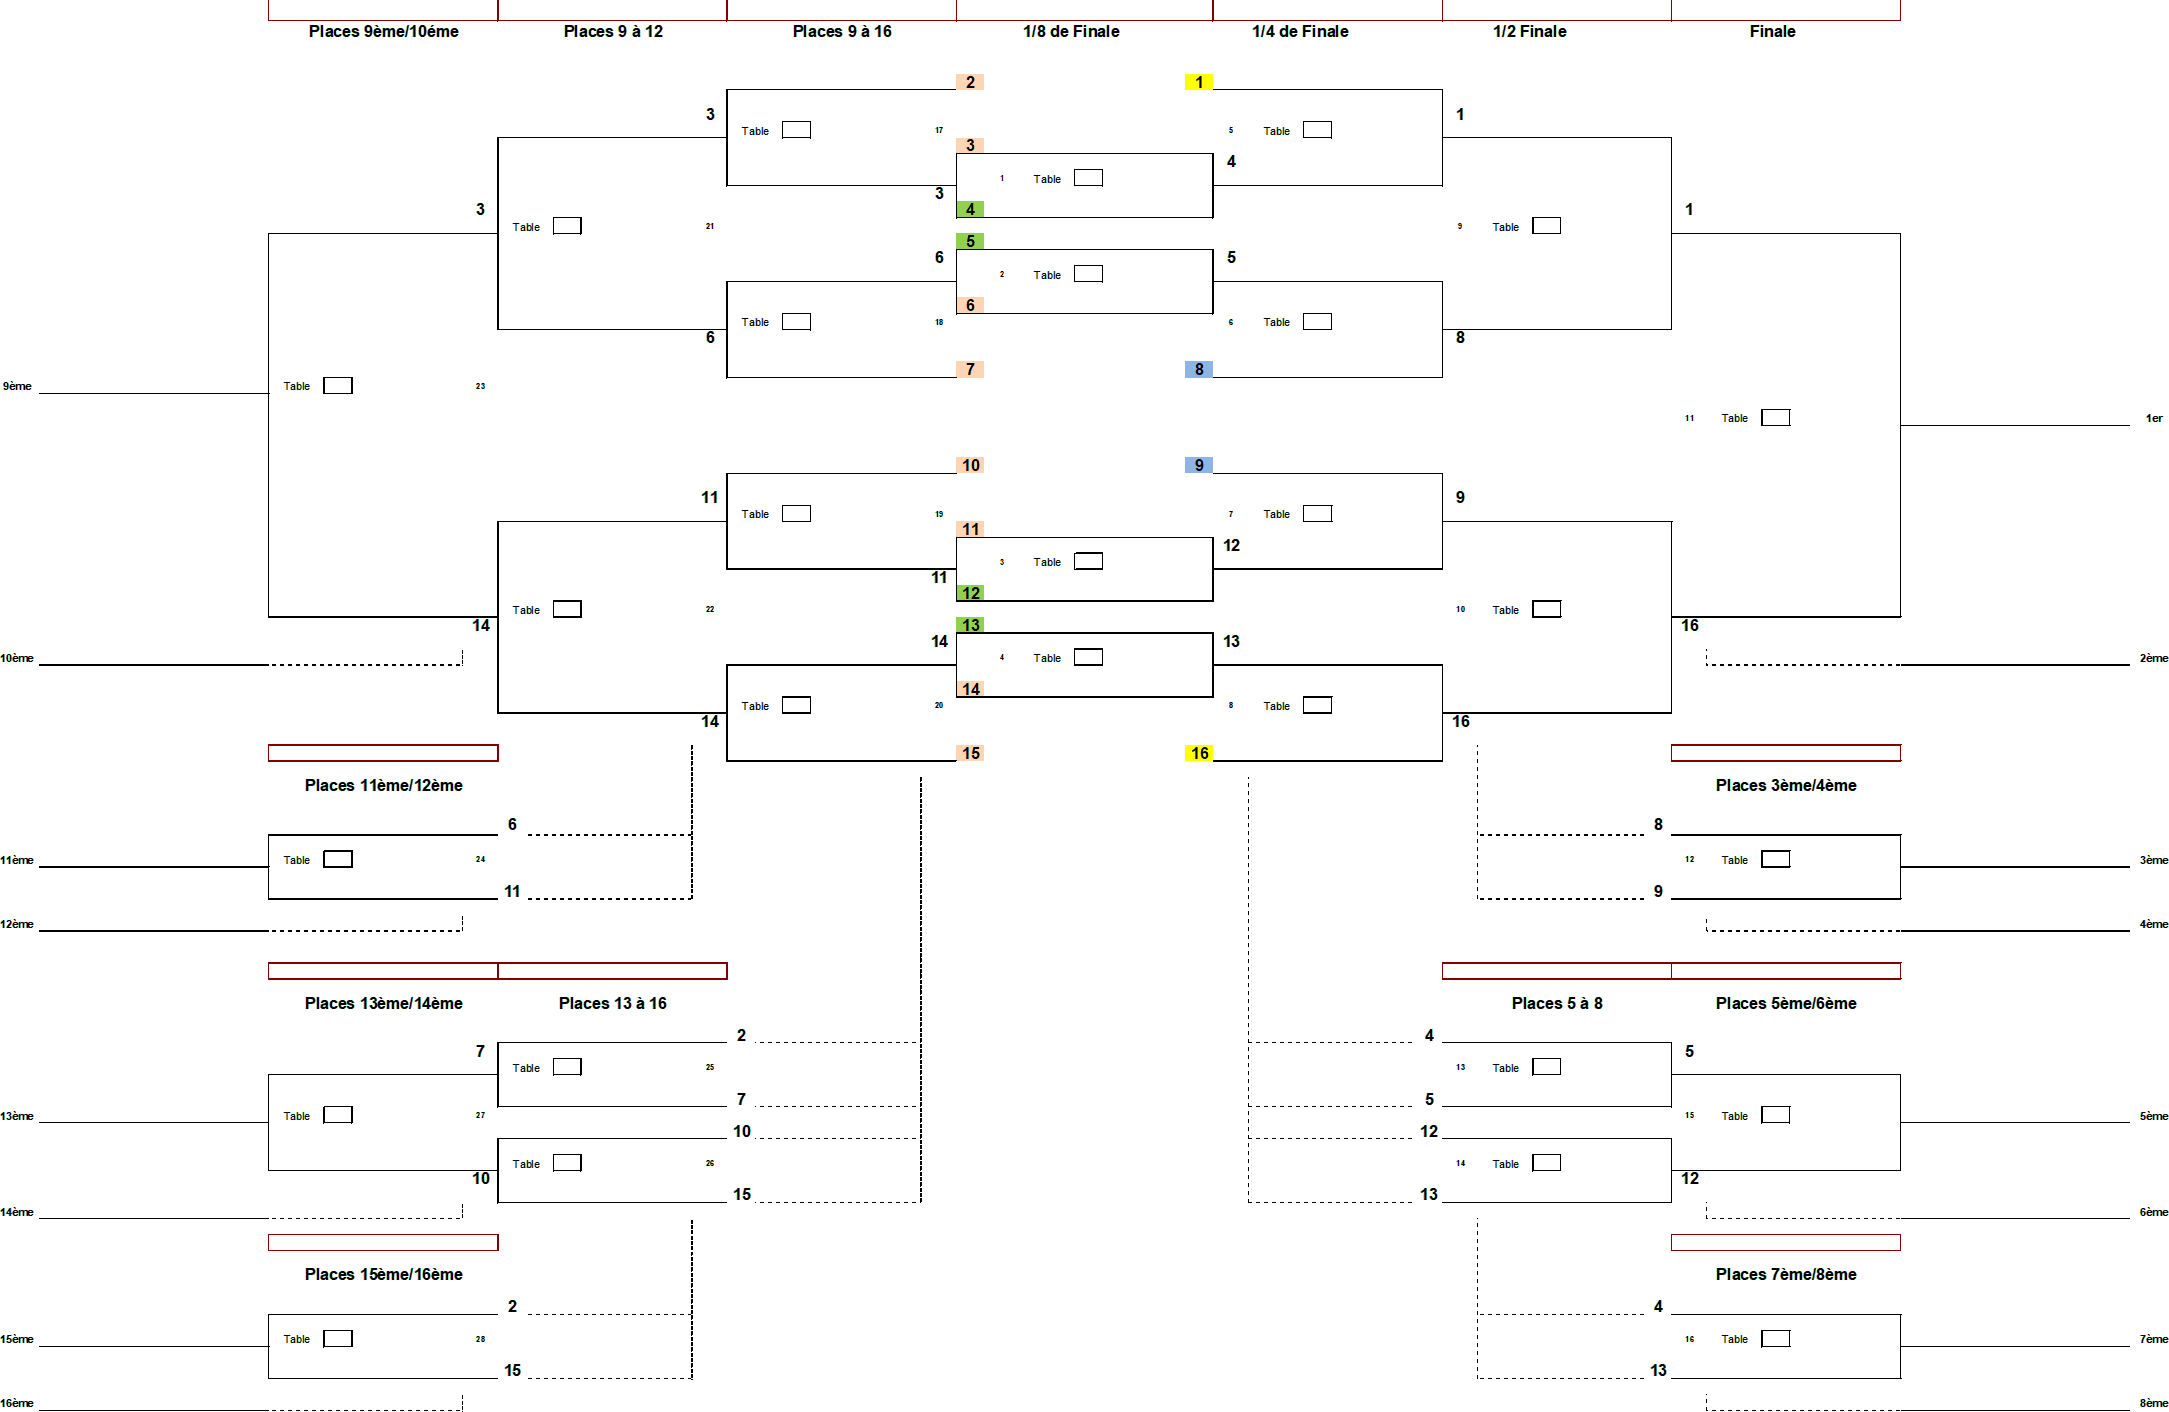 Places 9ème/10éme Places 9 à 12 Places 9 à 16 1/8 de Finale 1/4 de Finale 1/2 Finale Finale
2 1
3 1
Table 17 5 Table
3
4
1 Table
3
3 4 1
Table 21 9 Table
5
6 5
2 Table
6
Table 18 6 Table
6 8
7 8
9ème Table 23
11 Table 1er
10 9
11 9
Table 19 7 Table
11
12
3 Table
11
12
Table 22 10 Table
14 13 16
14 13
4 Table
10ème 2ème
14
Table 20 8 Table
14 16
15 16
Places 11ème/12ème Places 3ème/4ème
6 8
11ème Table 24 12 Table 3ème
11 9
12ème 4ème
Places 13ème/14ème Places 13 à 16 Places 5 à 8 Places 5ème/6ème
2 4
7 5
Table 25 13 Table
7 5
13ème Table 27 15 Table 5ème
10 12
Table 26 14 Table
10 12
15 13
14ème 6ème
Places 15ème/16ème Places 7ème/8ème
2 4
15ème Table 28 16 Table 7ème
15 13
16ème 8ème